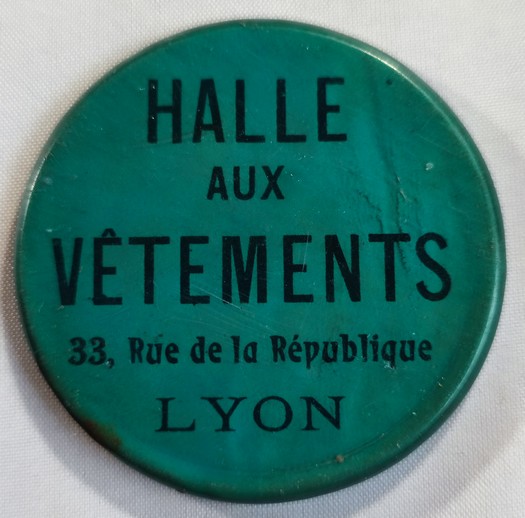 HALLE
AUX
VÊTEMENTS
33, Rue de la République
LYON